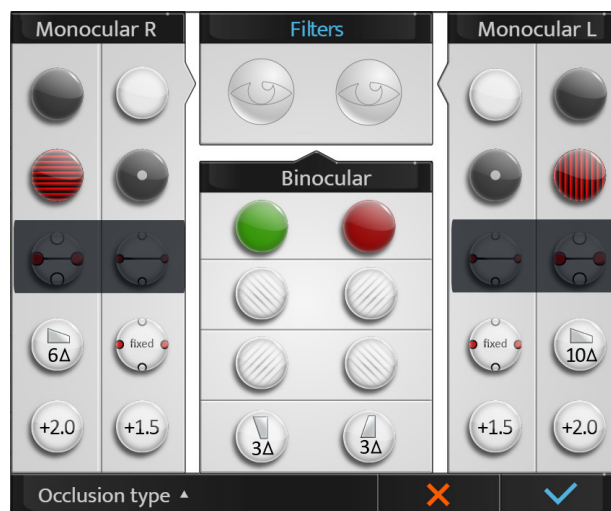 Monocular R
Filters
Monocular L
Binocular
6Δ
fixed
fixed
10Δ
+2.0
+1.5
3Δ
3Δ
+1.5
+2.0
Occlusion type